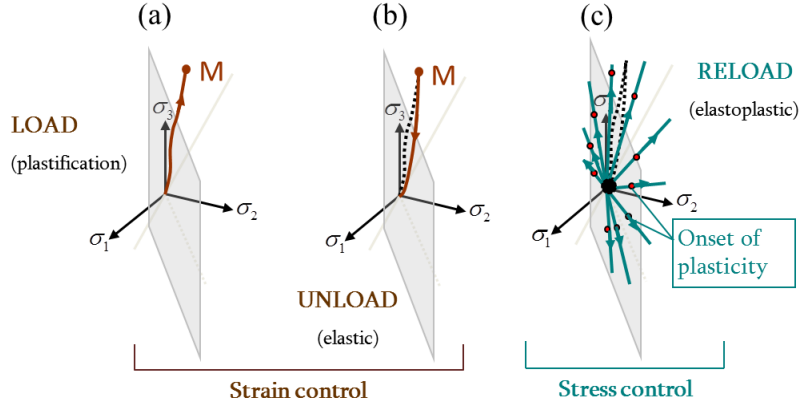 (a)
(b)
(c)
M
M
RELOAD
(elastoplastic)
σ3
σ3
σ
LOAD
(plastification)
σ2
σ2
σ2
σ1
σ1
σ1
Onset of
plasticity
UNLOAD
(elastic)
Strain control
Stress control